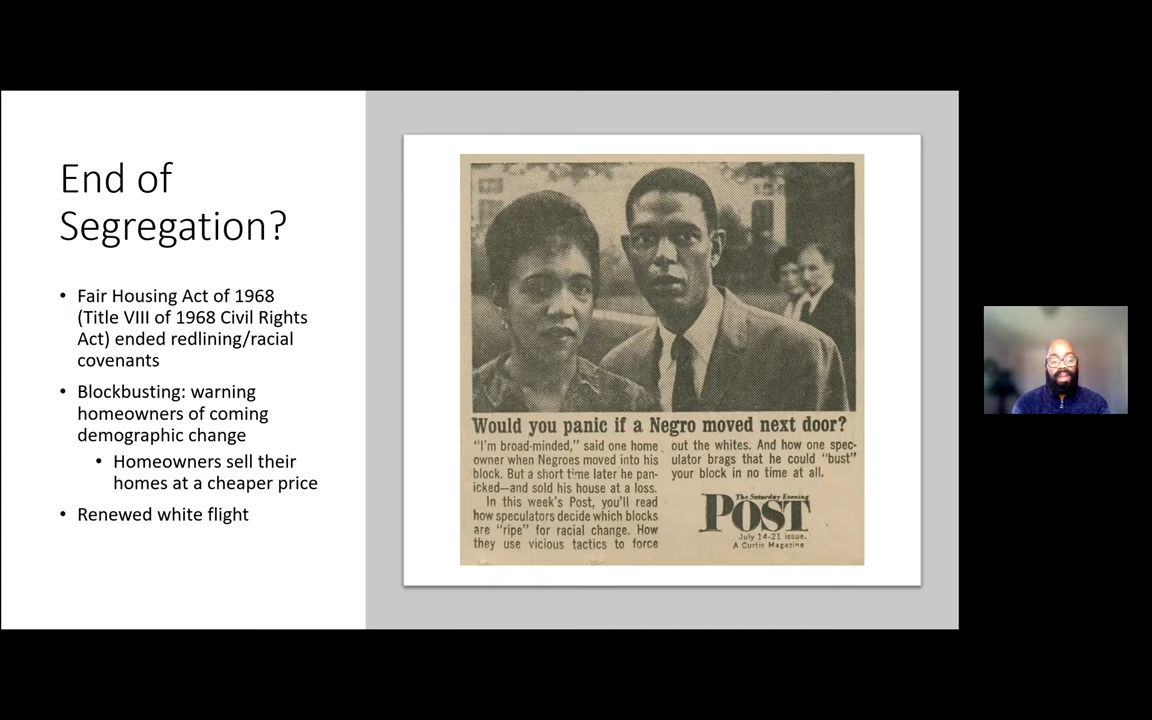 End of
Segregation?
• Fair Housing Act of 1968
(Title VIII of 1968 Civil Rights
Act) ended redlining/racial
covenants
• Blockbusting: warning
homeowners of coming
demographic change
• Homeowners sell their
homes at a cheaper price
• Renewed white flight
Would you panic if a Negro moved next door?
"I'm broad-minded," said one home
owner when Negroes moved into his
block. But a short time later he pan-
icked—and sold his house at a loss.
In this week's Post, you'll read
how speculators decide which blocks
are "ripe" for racial change. How
they use vicious tactics to force
out the whites. And how one spec-
ulator brags that he could "bust"
your block in no time at all.
The Saturday Evening
POST
July 14-21 issue.
A Curtis Magazine